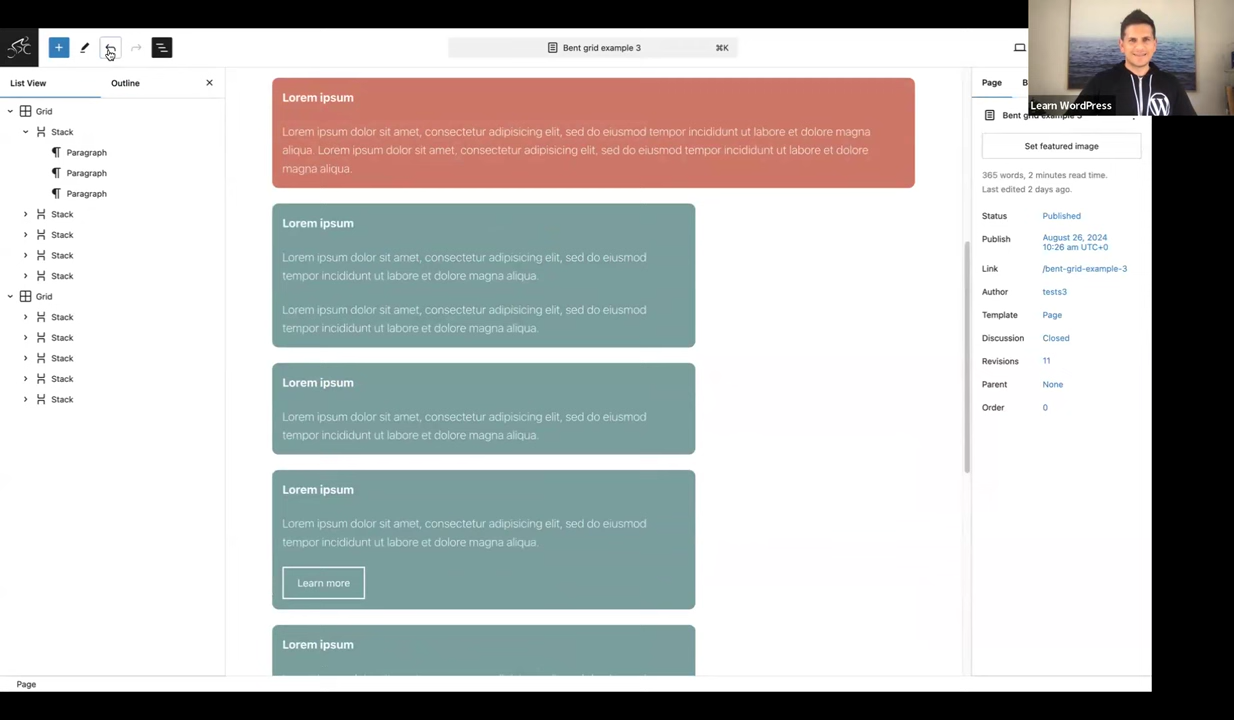 Bent grid example 3
⌘K
Learn WordPress
List View
Outline
Grid
Stack
Paragraph
Paragraph
Paragraph
Stack
Stack
Stack
Stack
Grid
Stack
Stack
Stack
Stack
Stack
Lorem ipsum
Lorem ipsum dolor sit amet, consectetur adipisicing elit, sed do eiusmod tempor incididunt ut labore et dolore magna
aliqua. Lorem ipsum dolor sit amet, consectetur adipisicing elit, sed do eiusmod tempor incididunt ut labore et dolore
magna aliqua.
Lorem ipsum
Lorem ipsum dolor sit amet, consectetur adipisicing elit, sed do eiusmod
tempor incididunt ut labore et dolore magna aliqua.
Lorem ipsum dolor sit amet, consectetur adipisicing elit, sed do eiusmod
tempor incididunt ut labore et dolore magna aliqua.
Lorem ipsum
Lorem ipsum dolor sit amet, consectetur adipisicing elit, sed do eiusmod
tempor incididunt ut labore et dolore magna aliqua.
Lorem ipsum
Lorem ipsum dolor sit amet, consectetur adipisicing elit, sed do eiusmod
tempor incididunt ut labore et dolore magna aliqua.
Learn more
Lorem ipsum
Page
Bent grid example 3
Set featured image
365 words, 2 minutes read time.
Last edited 2 days ago.
Status Published
Publish August 26, 2024
10:26 am UTC+0
Link /bent-grid-example-3
Author tests3
Template Page
Discussion Closed
Revisions 11
Parent None
Order 0
Page